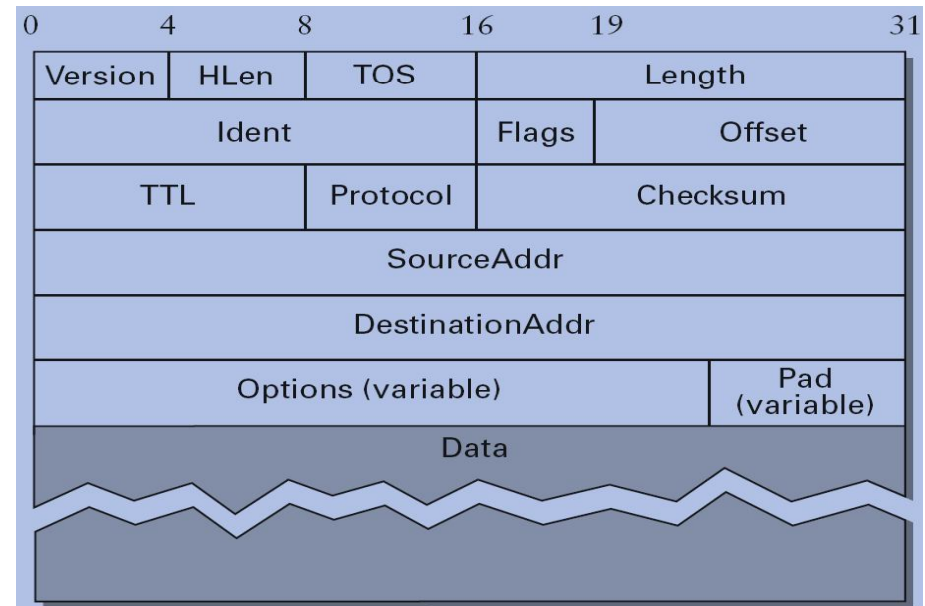 0 4 8 16 19 31
Version HLen TOS Length
Ident Flags Offset
TTL Protocol Checksum
SourceAddr
DestinationAddr
Options (variable) Pad
(variable)
Data